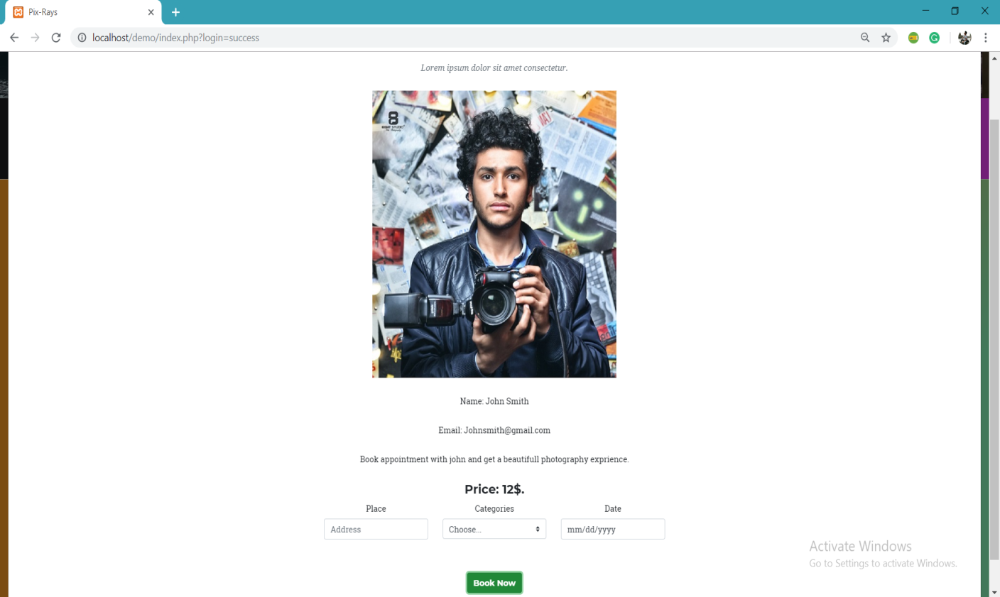 Pix-Rays
localhost/demo/index.php?login=success
Lorem ipsum dolor sit amet consectetur.
8
Name: John Smith
Email: Johnsmith@gmail.com
Book appointment with john and get a beautifull photography exprience.
Price: 12$.
Place
Categories
Date
Address
Choose...
mm/dd/yyyy
Activate Windows
Go to Settings to activate Windows.
Book Now